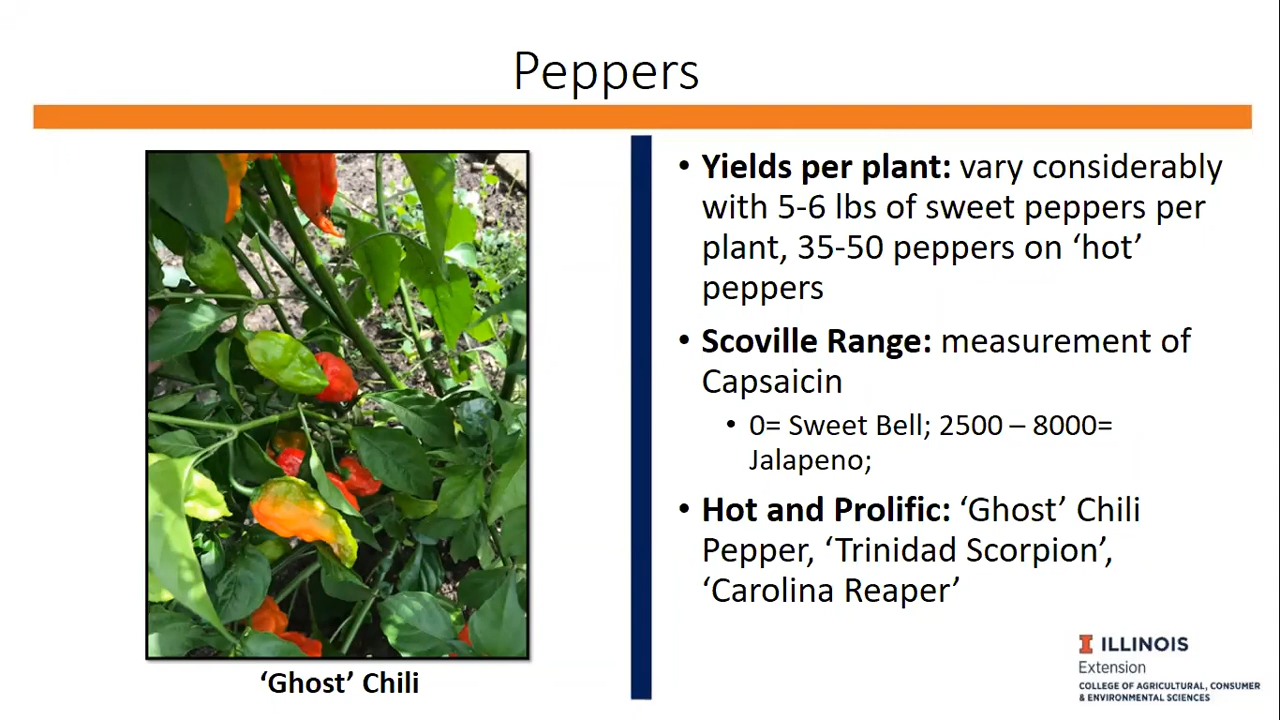 Peppers
• Yields per plant: vary considerably
with 5-6 lbs of sweet peppers per
plant, 35-50 peppers on ‘hot’
peppers
• Scoville Range: measurement of
Capsaicin
• 0= Sweet Bell; 2500 – 8000=
Jalapeno;
• Hot and Prolific: ‘Ghost’ Chili
Pepper, ‘Trinidad Scorpion’,
‘Carolina Reaper’
‘Ghost’ Chili
I ILLINOIS
Extension
COLLEGE OF AGRICULTURAL, CONSUMER
& ENVIRONMENTAL SCIENCES